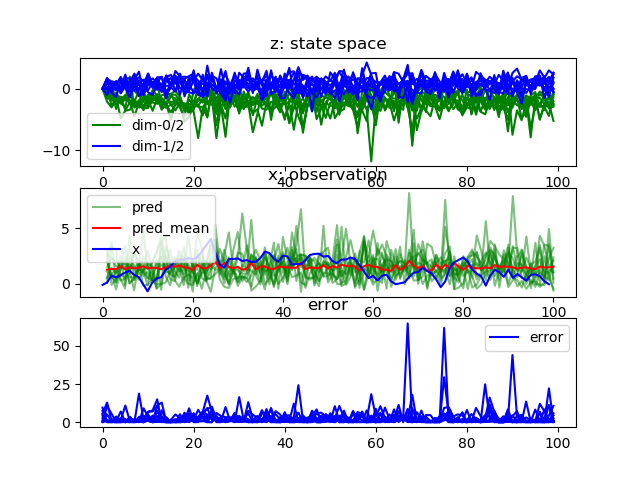 z: state space
0
−10
dim-0/2
dim-1/2
0 20 40 60 80 100
x: observation
5
0
pred
pred_mean
x
0 20 40 60 80 100
error
50
25
0
error
0 20 40 60 80 100